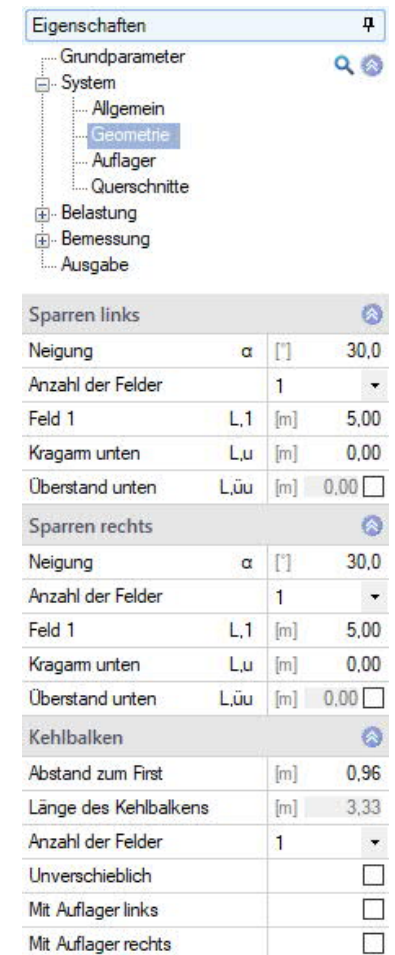 Eigenschaften
Grundparameter
System
Allgemein
Geometrie
Auflager
Querschnitte
Belastung
Bemessung
Ausgabe
Sparren links
Neigung α [°] 30,0
Anzahl der Felder 1
Feld 1 L,1 [m] 5,00
Kragarm unten L,u [m] 0,00
Überstand unten L,üu [m] 0,00
Sparren rechts
Neigung α [°] 30,0
Anzahl der Felder 1
Feld 1 L,1 [m] 5,00
Kragarm unten L,u [m] 0,00
Überstand unten L,üu [m] 0,00
Kehlbalken
Abstand zum First [m] 0,96
Länge des Kehlbalkens [m] 3,33
Anzahl der Felder 1
Unverschieblich
Mit Auflager links
Mit Auflager rechts